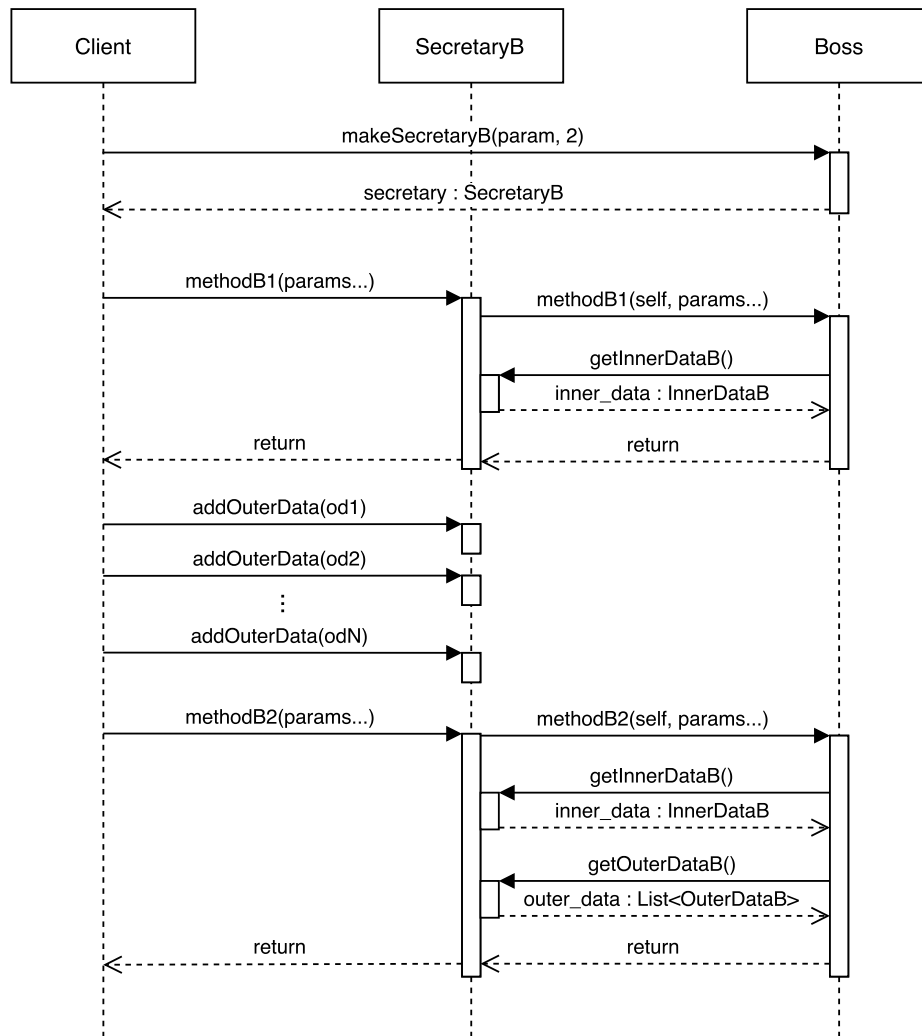 Client
SecretaryB
Boss
makeSecretaryB(param, 2)
secretary : SecretaryB
methodB1(params...)
methodB1(self, params...)
getInnerDataB()
inner_data : InnerDataB
return
return
addOuterData(od1)
addOuterData(od2)
...
addOuterData(odN)
methodB2(params...)
methodB2(self, params...)
getInnerDataB()
inner_data : InnerDataB
getOuterDataB()
outer_data : List<OuterDataB>
return
return